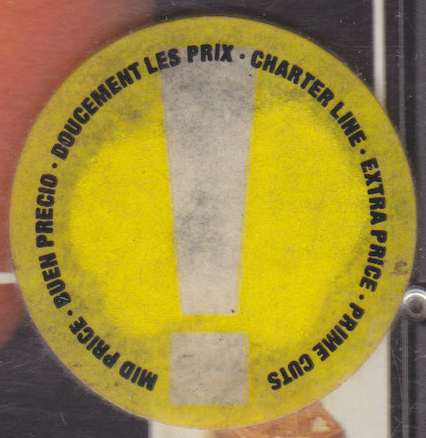 MID PRICE · BUEN PRECIO · DOUCEMENT LES PRIX · CHARTER LINE · EXTRA PRICE · PRIME CUTS
!